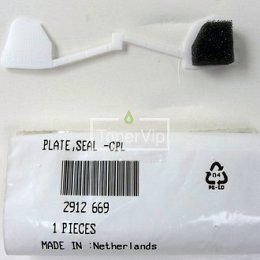 TonerVip
PLATE,SEAL -CPL
2912 669
1 PIECES
MADE IN :Netherlands
04
PE-LD